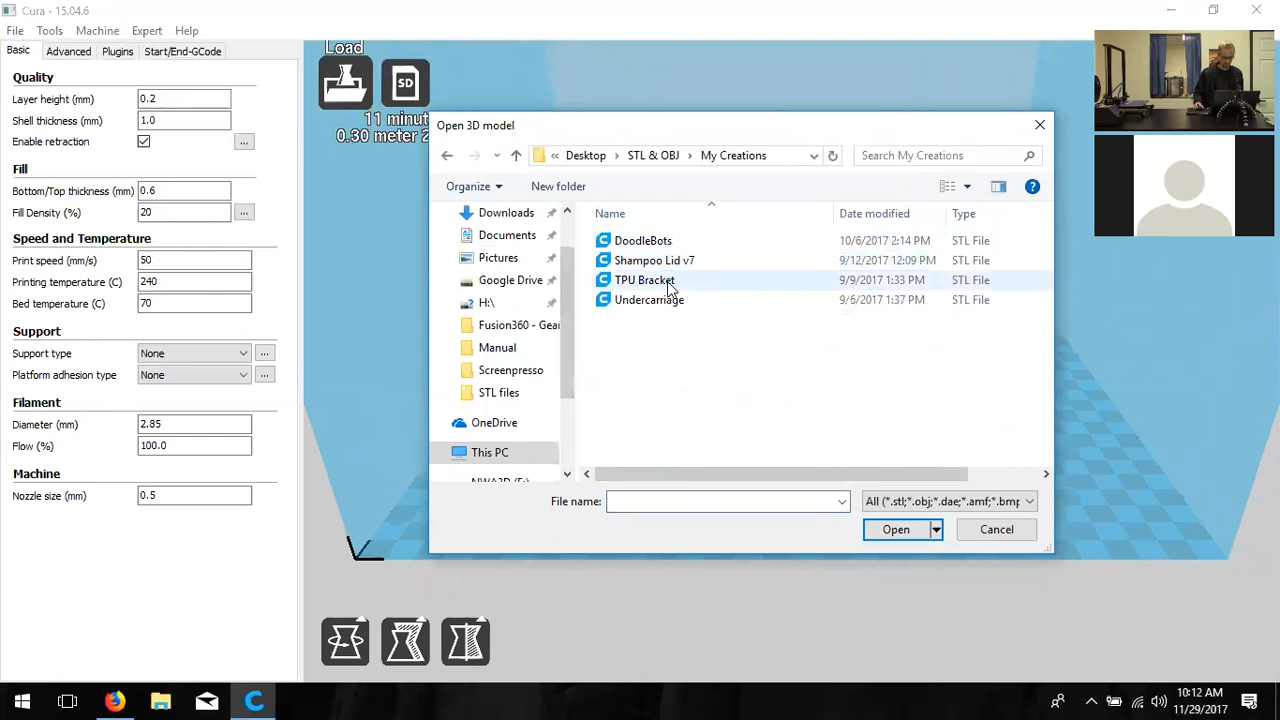 Cura - 15.04.6
File Tools Machine Expert Help
Basic Advanced Plugins Start/End-GCode
Quality
Layer height (mm) 0.2
Shell thickness (mm) 1.0
Enable retraction ...
Fill
Bottom/Top thickness (mm) 0.6
Fill Density (%) 20 ...
Speed and Temperature
Print speed (mm/s) 50
Printing temperature (C) 240
Bed temperature (C) 70
Support
Support type None ...
Platform adhesion type None ...
Filament
Diameter (mm) 2.85
Flow (%) 100.0
Machine
Nozzle size (mm) 0.5
Load
SD
11 minut
0.30 meter 2
Open 3D model
« Desktop › STL & OBJ › My Creations
Search My Creations
Organize New folder
Downloads
Documents
Pictures
Google Drive
H:\
Fusion360 - Gea
Manual
Screenpresso
STL files
OneDrive
This PC
Name Date modified Type
DoodleBots 10/6/2017 2:14 PM STL File
Shampoo Lid v7 9/12/2017 12:09 PM STL File
TPU Bracket 9/9/2017 1:33 PM STL File
Undercarriage 9/6/2017 1:37 PM STL File
File name: All (*.stl;*.obj;*.dae;*.amf;*.bmp
Open Cancel
10:12 AM
11/29/2017